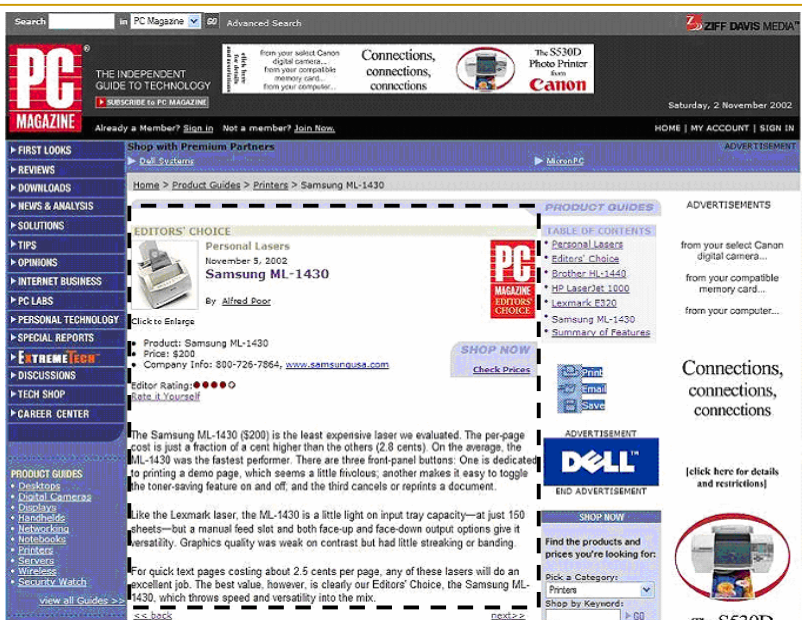 Search in PC Magazine GO Advanced Search
ZIFF DAVIS MEDIA™
PC
MAGAZINE
®
THE INDEPENDENT
GUIDE TO TECHNOLOGY
SUBSCRIBE to PC MAGAZINE
click here
for details
and restrictions
from your select Canon
digital camera...
from your compatible
memory card...
from your computer...
Connections,
connections,
connections
The S530D
Photo Printer
from
Canon
Saturday, 2 November 2002
Already a Member? Sign in Not a member? Join Now.
HOME | MY ACCOUNT | SIGN IN
FIRST LOOKS
REVIEWS
DOWNLOADS
NEWS & ANALYSIS
SOLUTIONS
TIPS
OPINIONS
INTERNET BUSINESS
PC LABS
PERSONAL TECHNOLOGY
SPECIAL REPORTS
EXTREMETECH
DISCUSSIONS
TECH SHOP
CAREER CENTER
PRODUCT GUIDES
• Desktops
• Digital Cameras
• Displays
• Handhelds
• Networking
• Notebooks
• Printers
• Servers
• Wireless
• Security Watch
view all Guides >>
Shop with Premium Partners
ADVERTISEMENT
Dell Systems
MicronPC
Home > Product Guides > Printers > Samsung ML-1430
EDITORS' CHOICE
Personal Lasers
November 5, 2002
Samsung ML-1430
By Alfred Poor
Click to Enlarge
PC
MAGAZINE
EDITORS'
CHOICE
• Product: Samsung ML-1430
• Price: $200
• Company Info: 800-726-7864, www.samsungusa.com
SHOP NOW
Check Prices
Editor Rating:
Rate it Yourself
The Samsung ML-1430 ($200) is the least expensive laser we evaluated. The per-page
cost is just a fraction of a cent higher than the others (2.8 cents). On the average, the
ML-1430 was the fastest performer. There are three front-panel buttons: One is dedicated
to printing a demo page, which seems a little frivolous; another makes it easy to toggle
the toner-saving feature on and off; and the third cancels or reprints a document.
Like the Lexmark laser, the ML-1430 is a little light on input tray capacity—at just 150
sheets—but a manual feed slot and both face-up and face-down output options give it
versatility. Graphics quality was weak on contrast but had little streaking or banding.
For quick text pages costing about 2.5 cents per page, any of these lasers will do an
excellent job. The best value, however, is clearly our Editors' Choice, the Samsung ML-
1430, which throws speed and versatility into the mix.
<< back
next>>
PRODUCT GUIDES
TABLE OF CONTENTS
• Personal Lasers
• Editors' Choice
• Brother HL-1440
• HP LaserJet 1000
• Lexmark E320
• Samsung ML-1430
• Summary of Features
Print
Email
Save
ADVERTISEMENT
DELL™
END ADVERTISEMENT
SHOP NOW
Find the products and
prices you're looking for:
Pick a Category:
Printers
Shop by Keyword:
GO
ADVERTISEMENTS
from your select Canon
digital camera...
from your compatible
memory card...
from your computer...
Connections,
connections,
connections
[click here for details
and restrictions]
The S530D